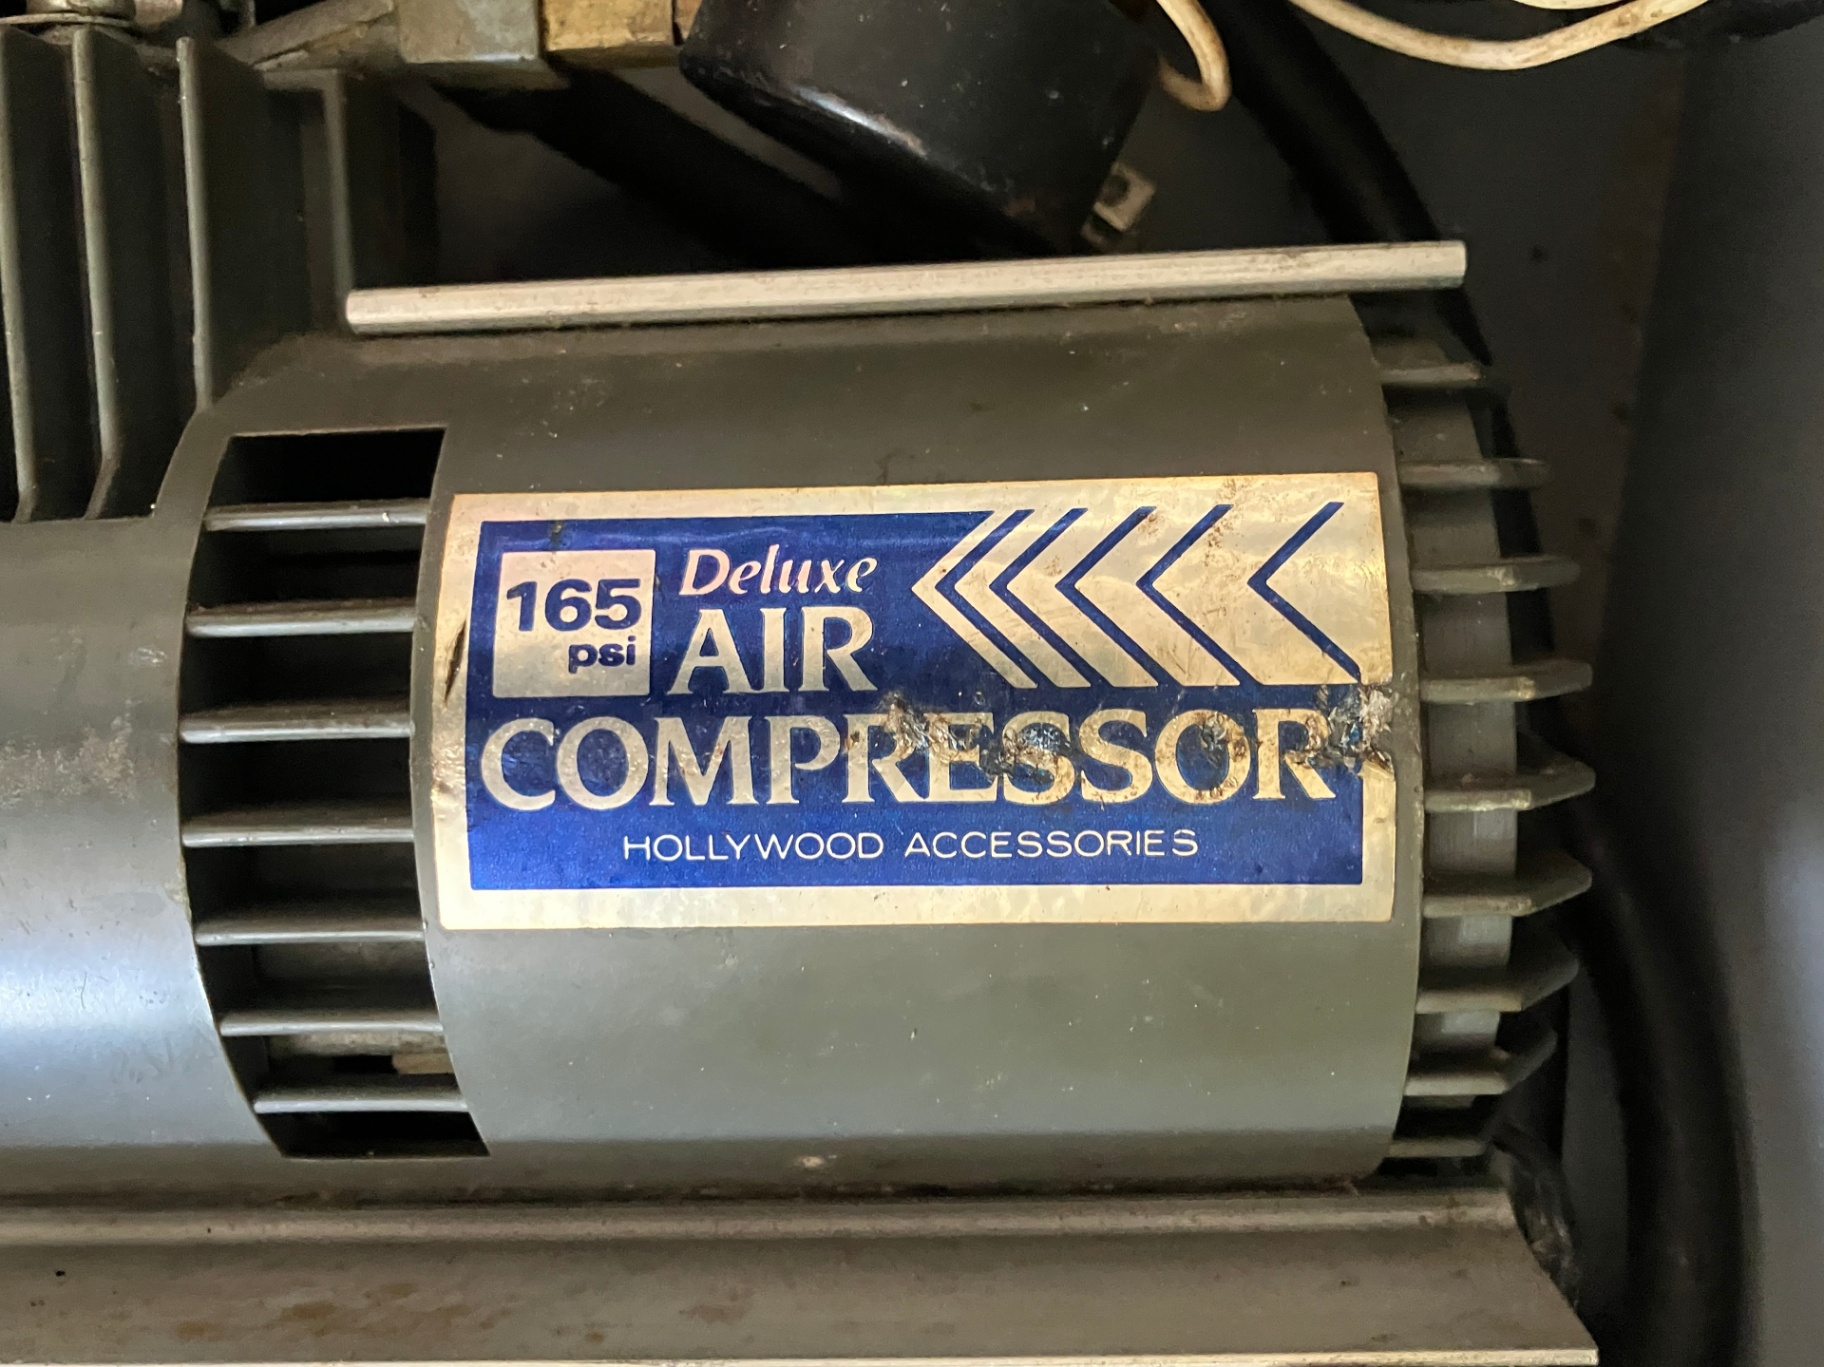 165
psi
Deluxe
AIR
COMPRESSOR
HOLLYWOOD ACCESSORIES